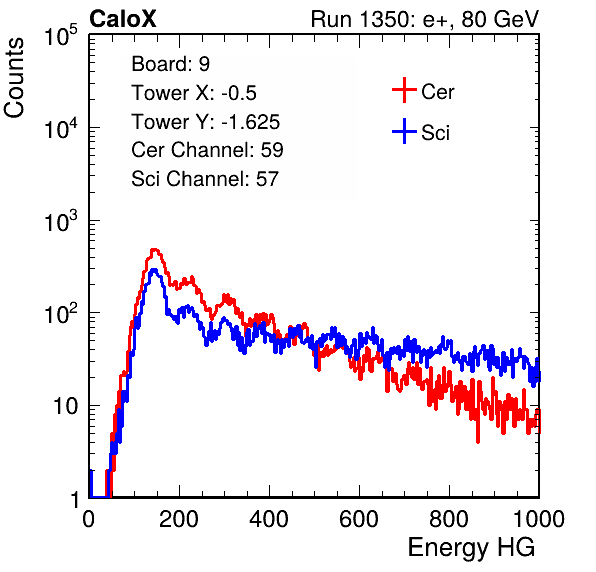 CaloX Run 1350: e+, 80 GeV
Counts
Board: 9
Tower X: -0.5
Tower Y: -1.625
Cer Channel: 59
Sci Channel: 57
Cer
Sci
10^5
10^4
10^3
10^2
10
1
0 200 400 600 800 1000
Energy HG